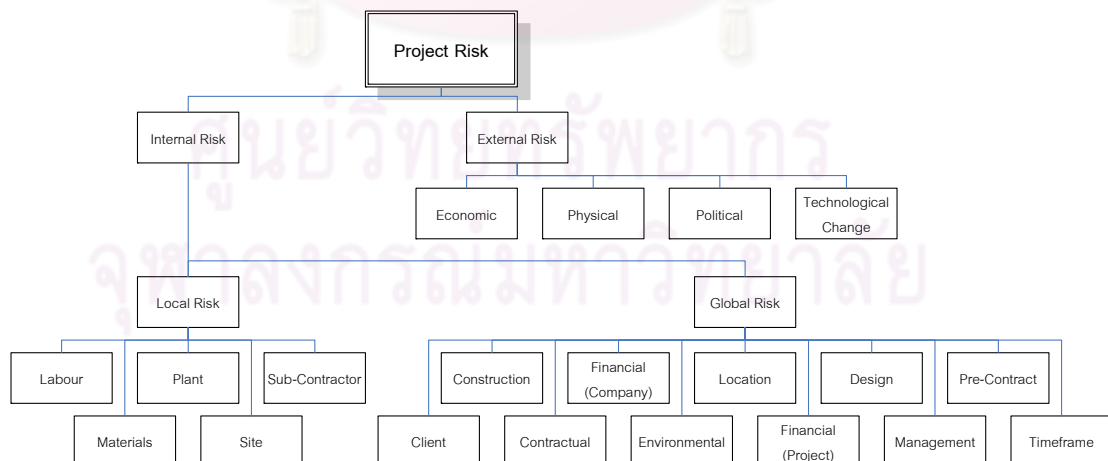 Project Risk
Internal Risk
External Risk
ศูนย์วิทยทรัพยากร
Economic
Physical
Political
Technological
Change
จุฬาลงกรณ์มหาวิทยาลัย
Local Risk
Global Risk
Labour
Plant
Sub-Contractor
Construction
Financial
(Company)
Location
Design
Pre-Contract
Materials
Site
Client
Contractual
Environmental
Financial
(Project)
Management
Timeframe